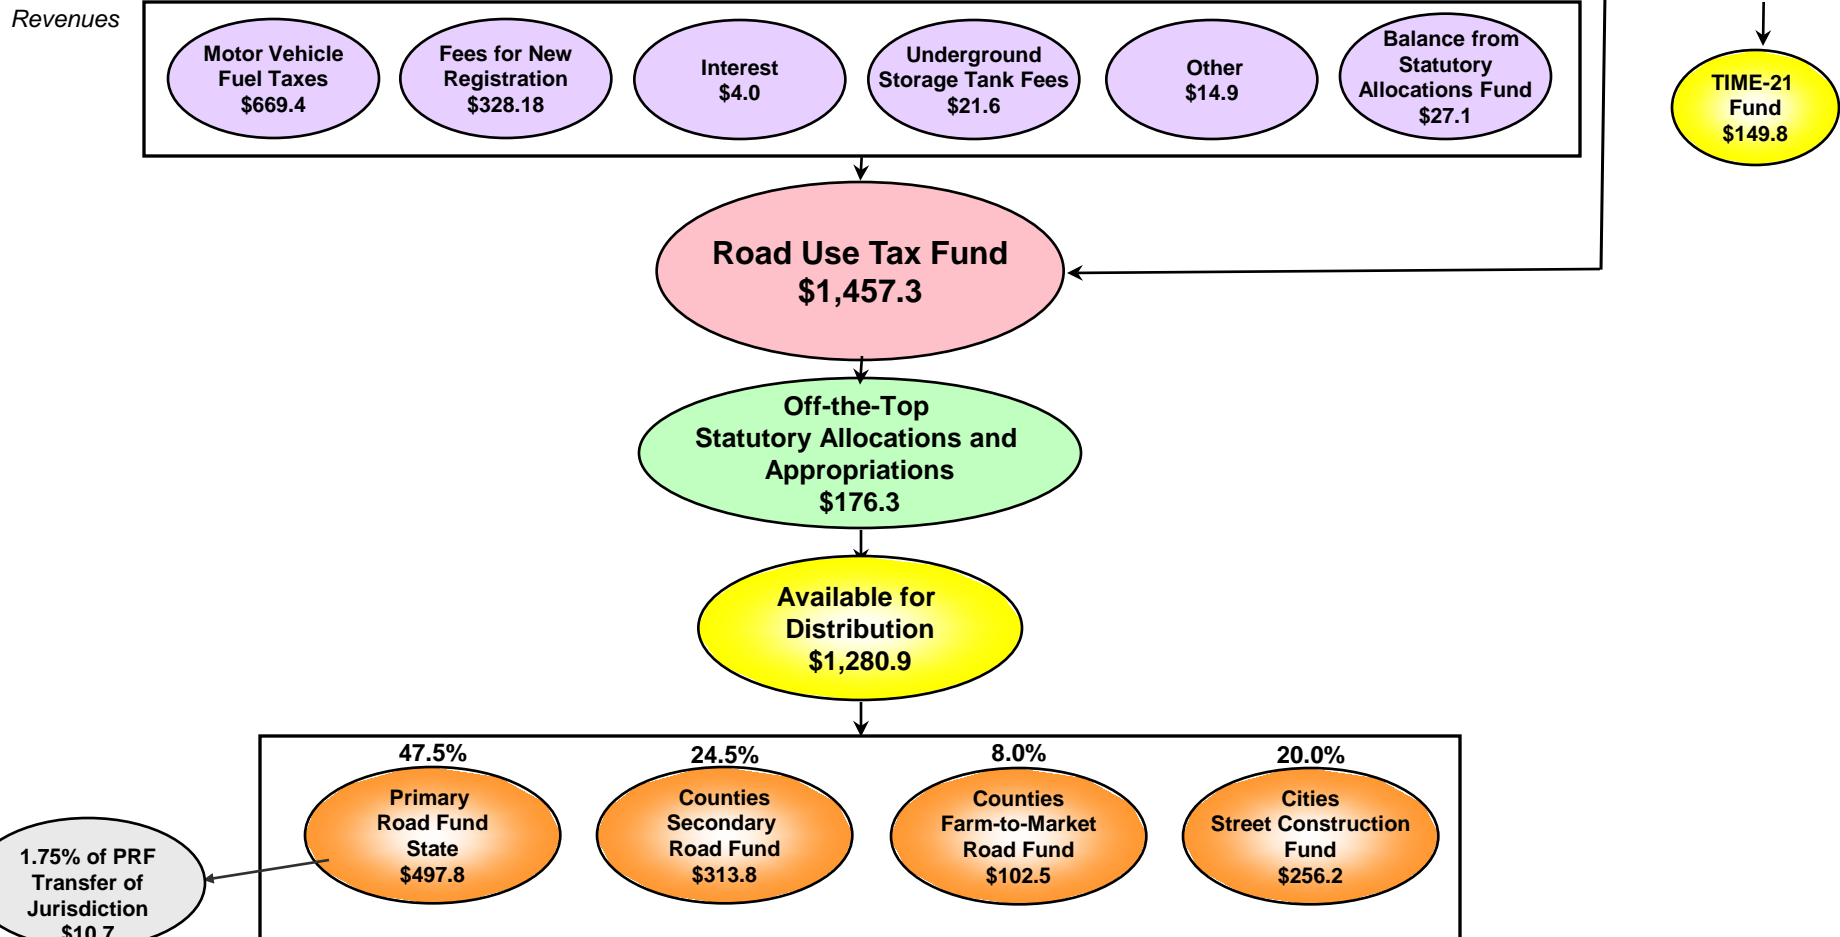 Revenues
Motor Vehicle
Fuel Taxes
$669.4
Fees for New
Registration
$328.18
Interest
$4.0
Underground
Storage Tank Fees
$21.6
Other
$14.9
Balance from
Statutory
Allocations Fund
$27.1
TIME-21
Fund
$149.8
Road Use Tax Fund
$1,457.3
Off-the-Top
Statutory Allocations and
Appropriations
$176.3
Available for
Distribution
$1,280.9
47.5%
24.5%
8.0%
20.0%
Primary
Road Fund
State
$497.8
Counties
Secondary
Road Fund
$313.8
Counties
Farm-to-Market
Road Fund
$102.5
Cities
Street Construction
Fund
$256.2
1.75% of PRF
Transfer of
Jurisdiction
$10.7